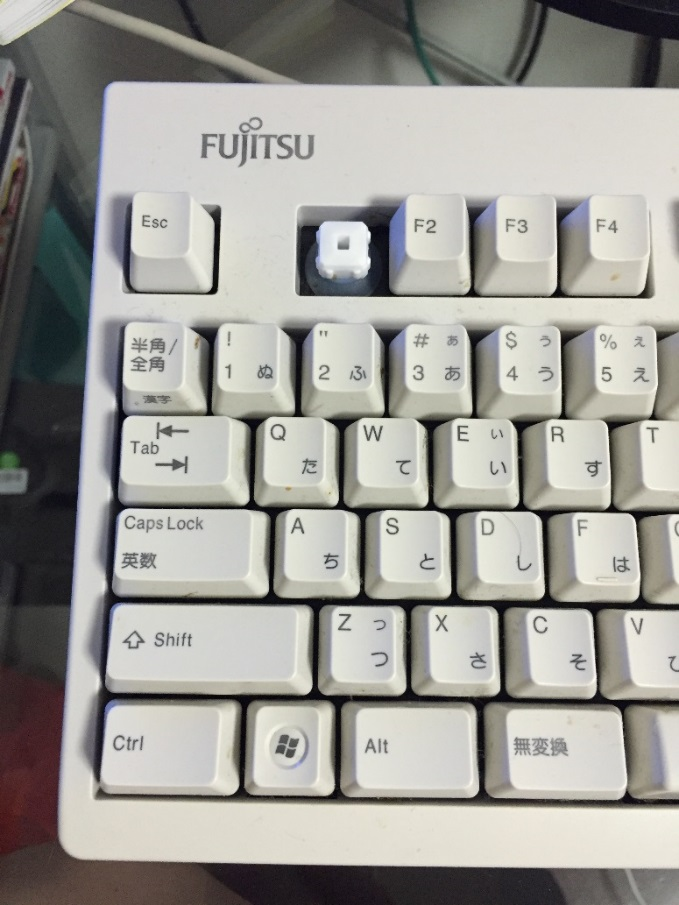 FUJITSU
Esc
F2
F3
F4
半角/
全角
漢字
!
1 ぬ
"
2 ふ
# ぁ
3 あ
$ ぅ
4 う
% ぇ
5 え
Tab
Q
た
W
て
E ぃ
い
R
す
T
Caps Lock
英数
A
ち
S
と
D
し
F
は
Shift
Z っ
つ
X
さ
C
そ
V
Ctrl
Alt
無変換